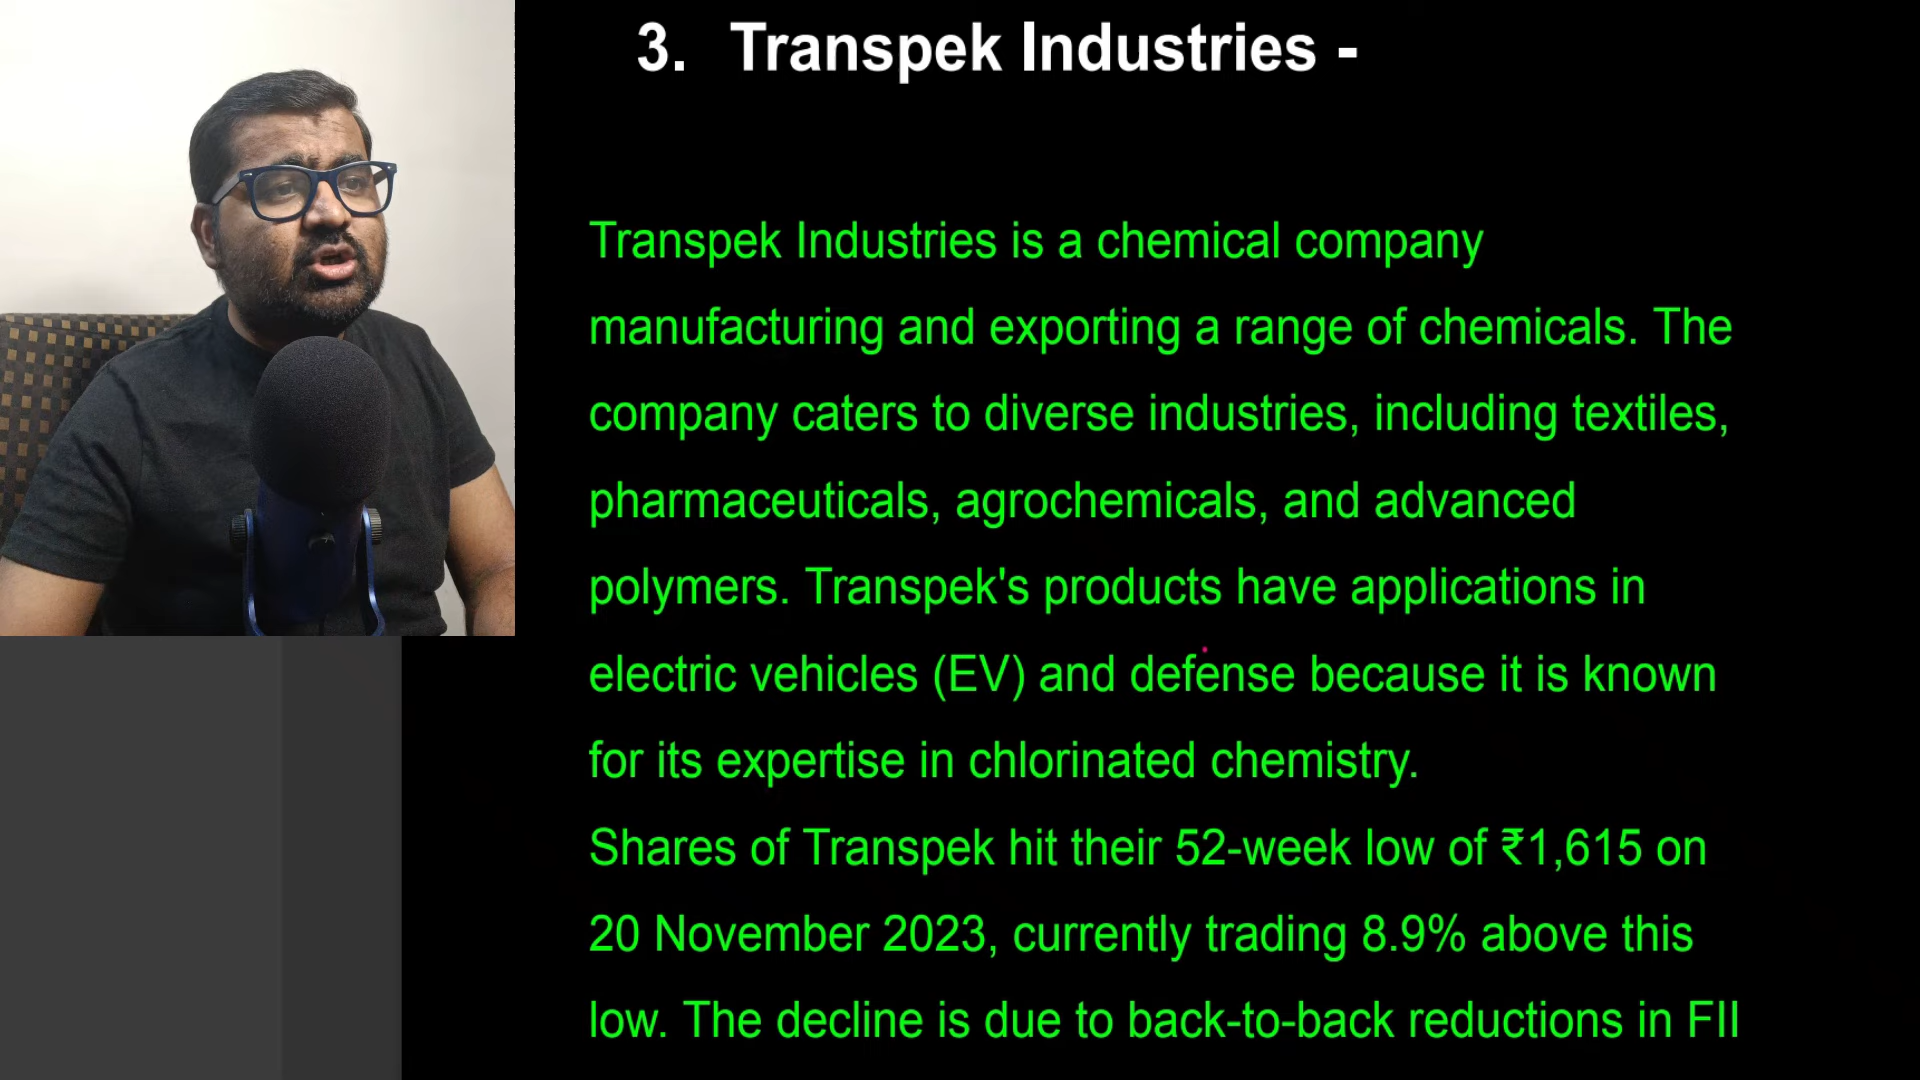 3. Transpek Industries -
Transpek Industries is a chemical company
manufacturing and exporting a range of chemicals. The
company caters to diverse industries, including textiles,
pharmaceuticals, agrochemicals, and advanced
polymers. Transpek's products have applications in
electric vehicles (EV) and defense because it is known
for its expertise in chlorinated chemistry.
Shares of Transpek hit their 52-week low of ₹1,615 on
20 November 2023, currently trading 8.9% above this
low. The decline is due to back-to-back reductions in FII